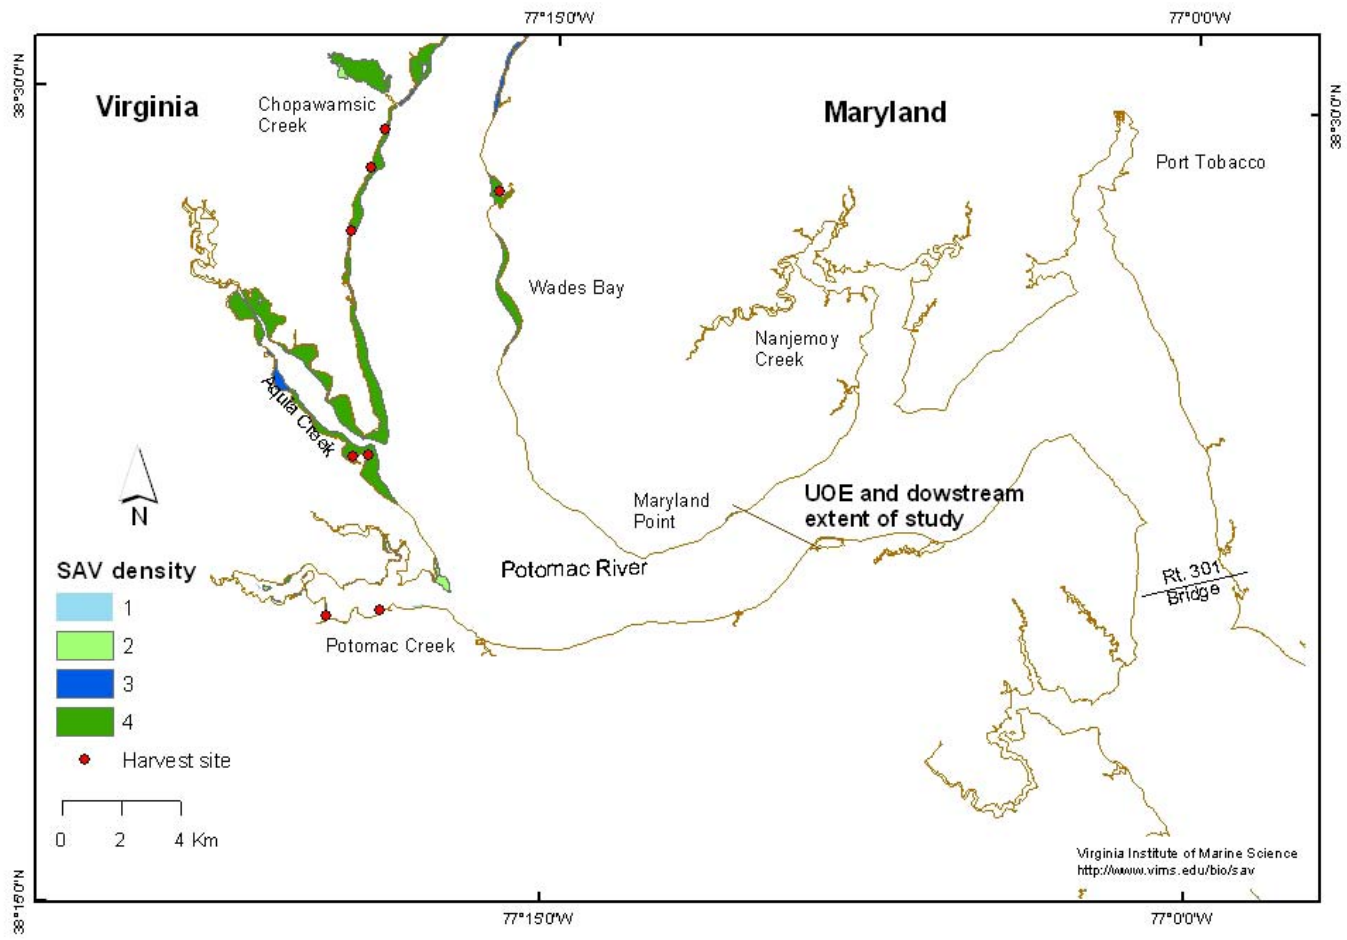 77°15'0"W
77°0'0"W
38°30'0"N
38°30'0"N
Virginia
Chopawamsic
Creek
Maryland
Port Tobacco
Wades Bay
Nanjemoy
Creek
Aquia Creek
N
Maryland
Point
UOE and dowstream
extent of study
Potomac River
Rt. 301
Bridge
SAV density
1
2
3
4
Harvest site
Potomac Creek
0 2 4 Km
Virginia Institute of Marine Science
http://www.vims.edu/bio/sav
38°15'0"N
77°15'0"W
77°0'0"W